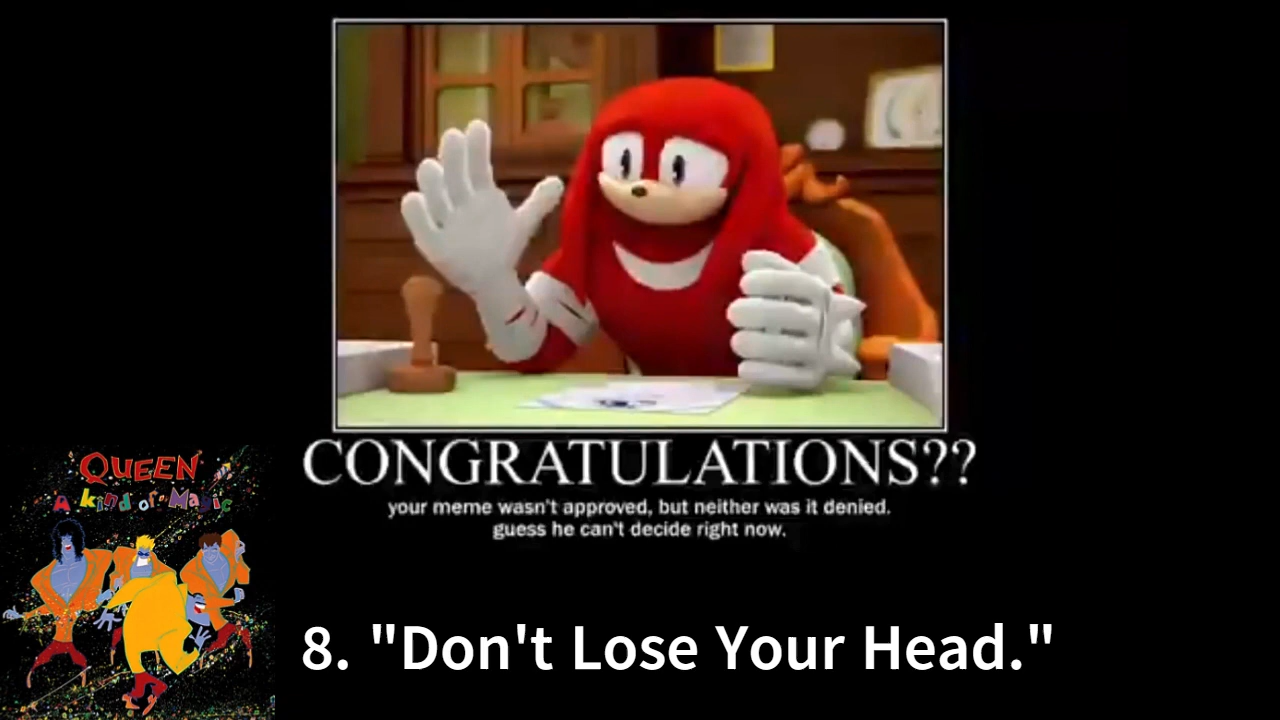 CONGRATULATIONS??
your meme wasn't approved, but neither was it denied.
guess he can't decide right now.
QUEEN
A kind of Magic
8. "Don't Lose Your Head."